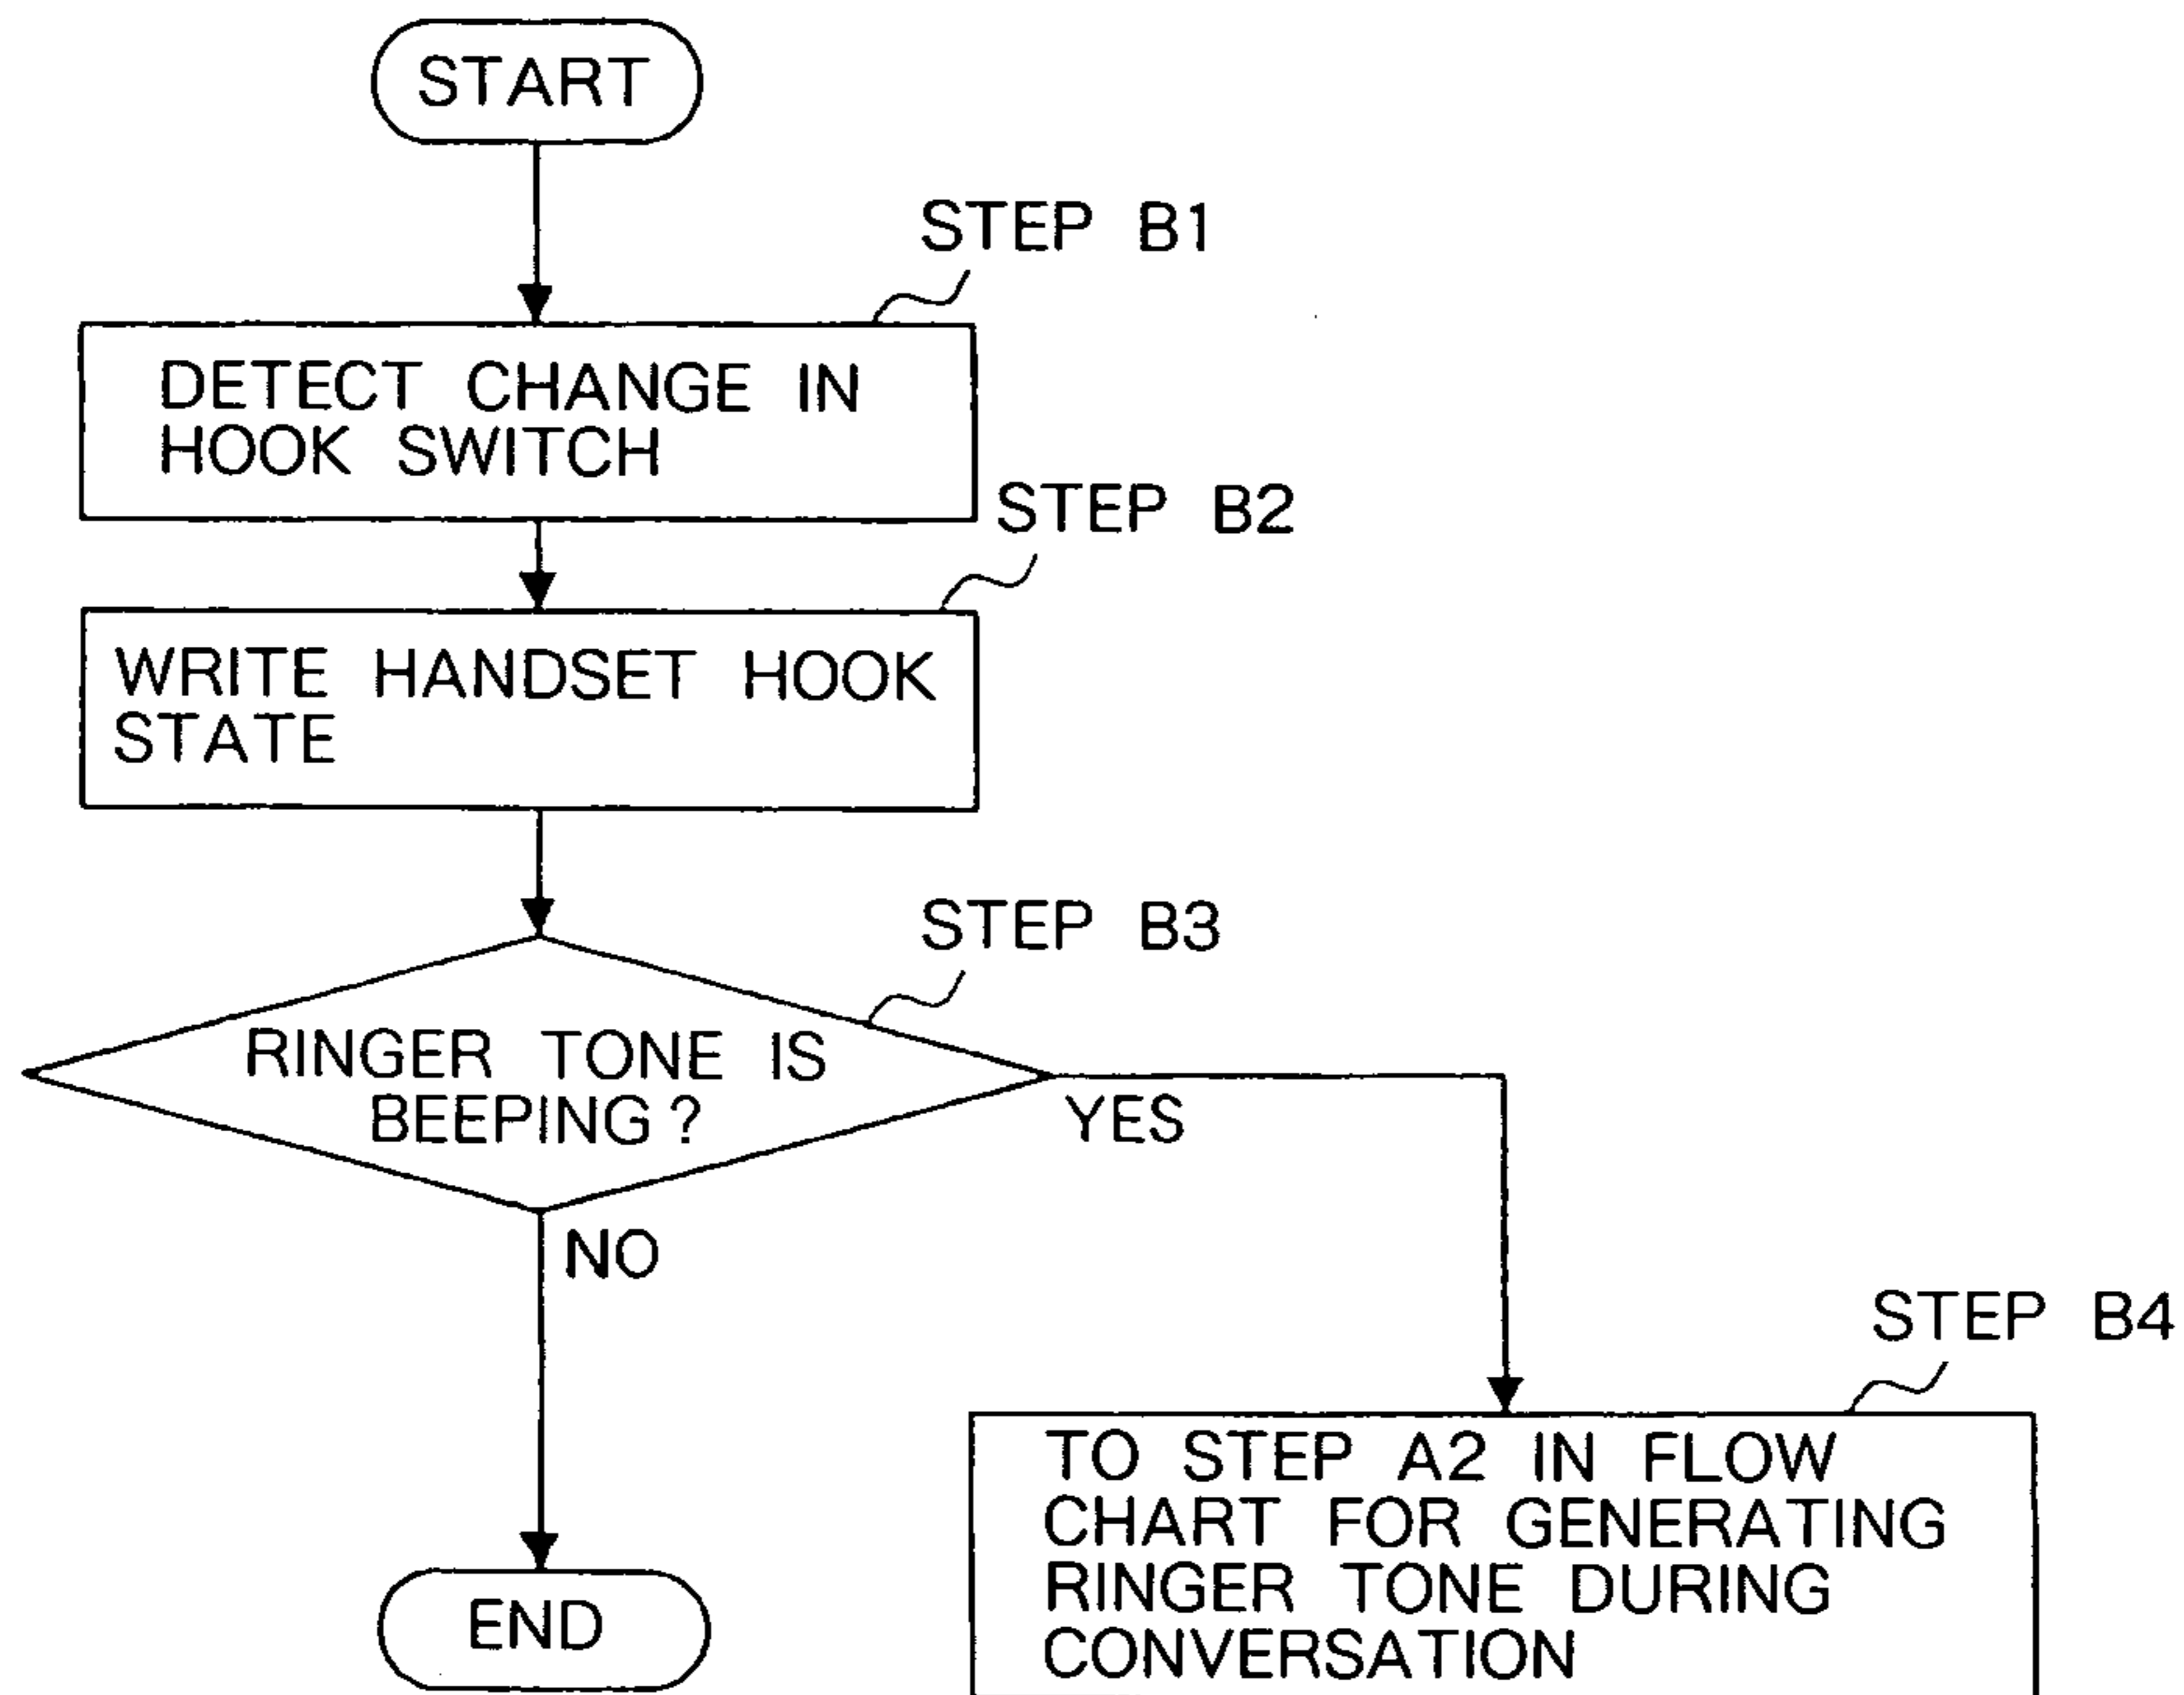 START
STEP B1
DETECT CHANGE IN
HOOK SWITCH
STEP B2
WRITE HANDSET HOOK
STATE
STEP B3
RINGER TONE IS
BEEPING?
YES
NO
STEP B4
TO STEP A2 IN FLOW
CHART FOR GENERATING
RINGER TONE DURING
CONVERSATION
END